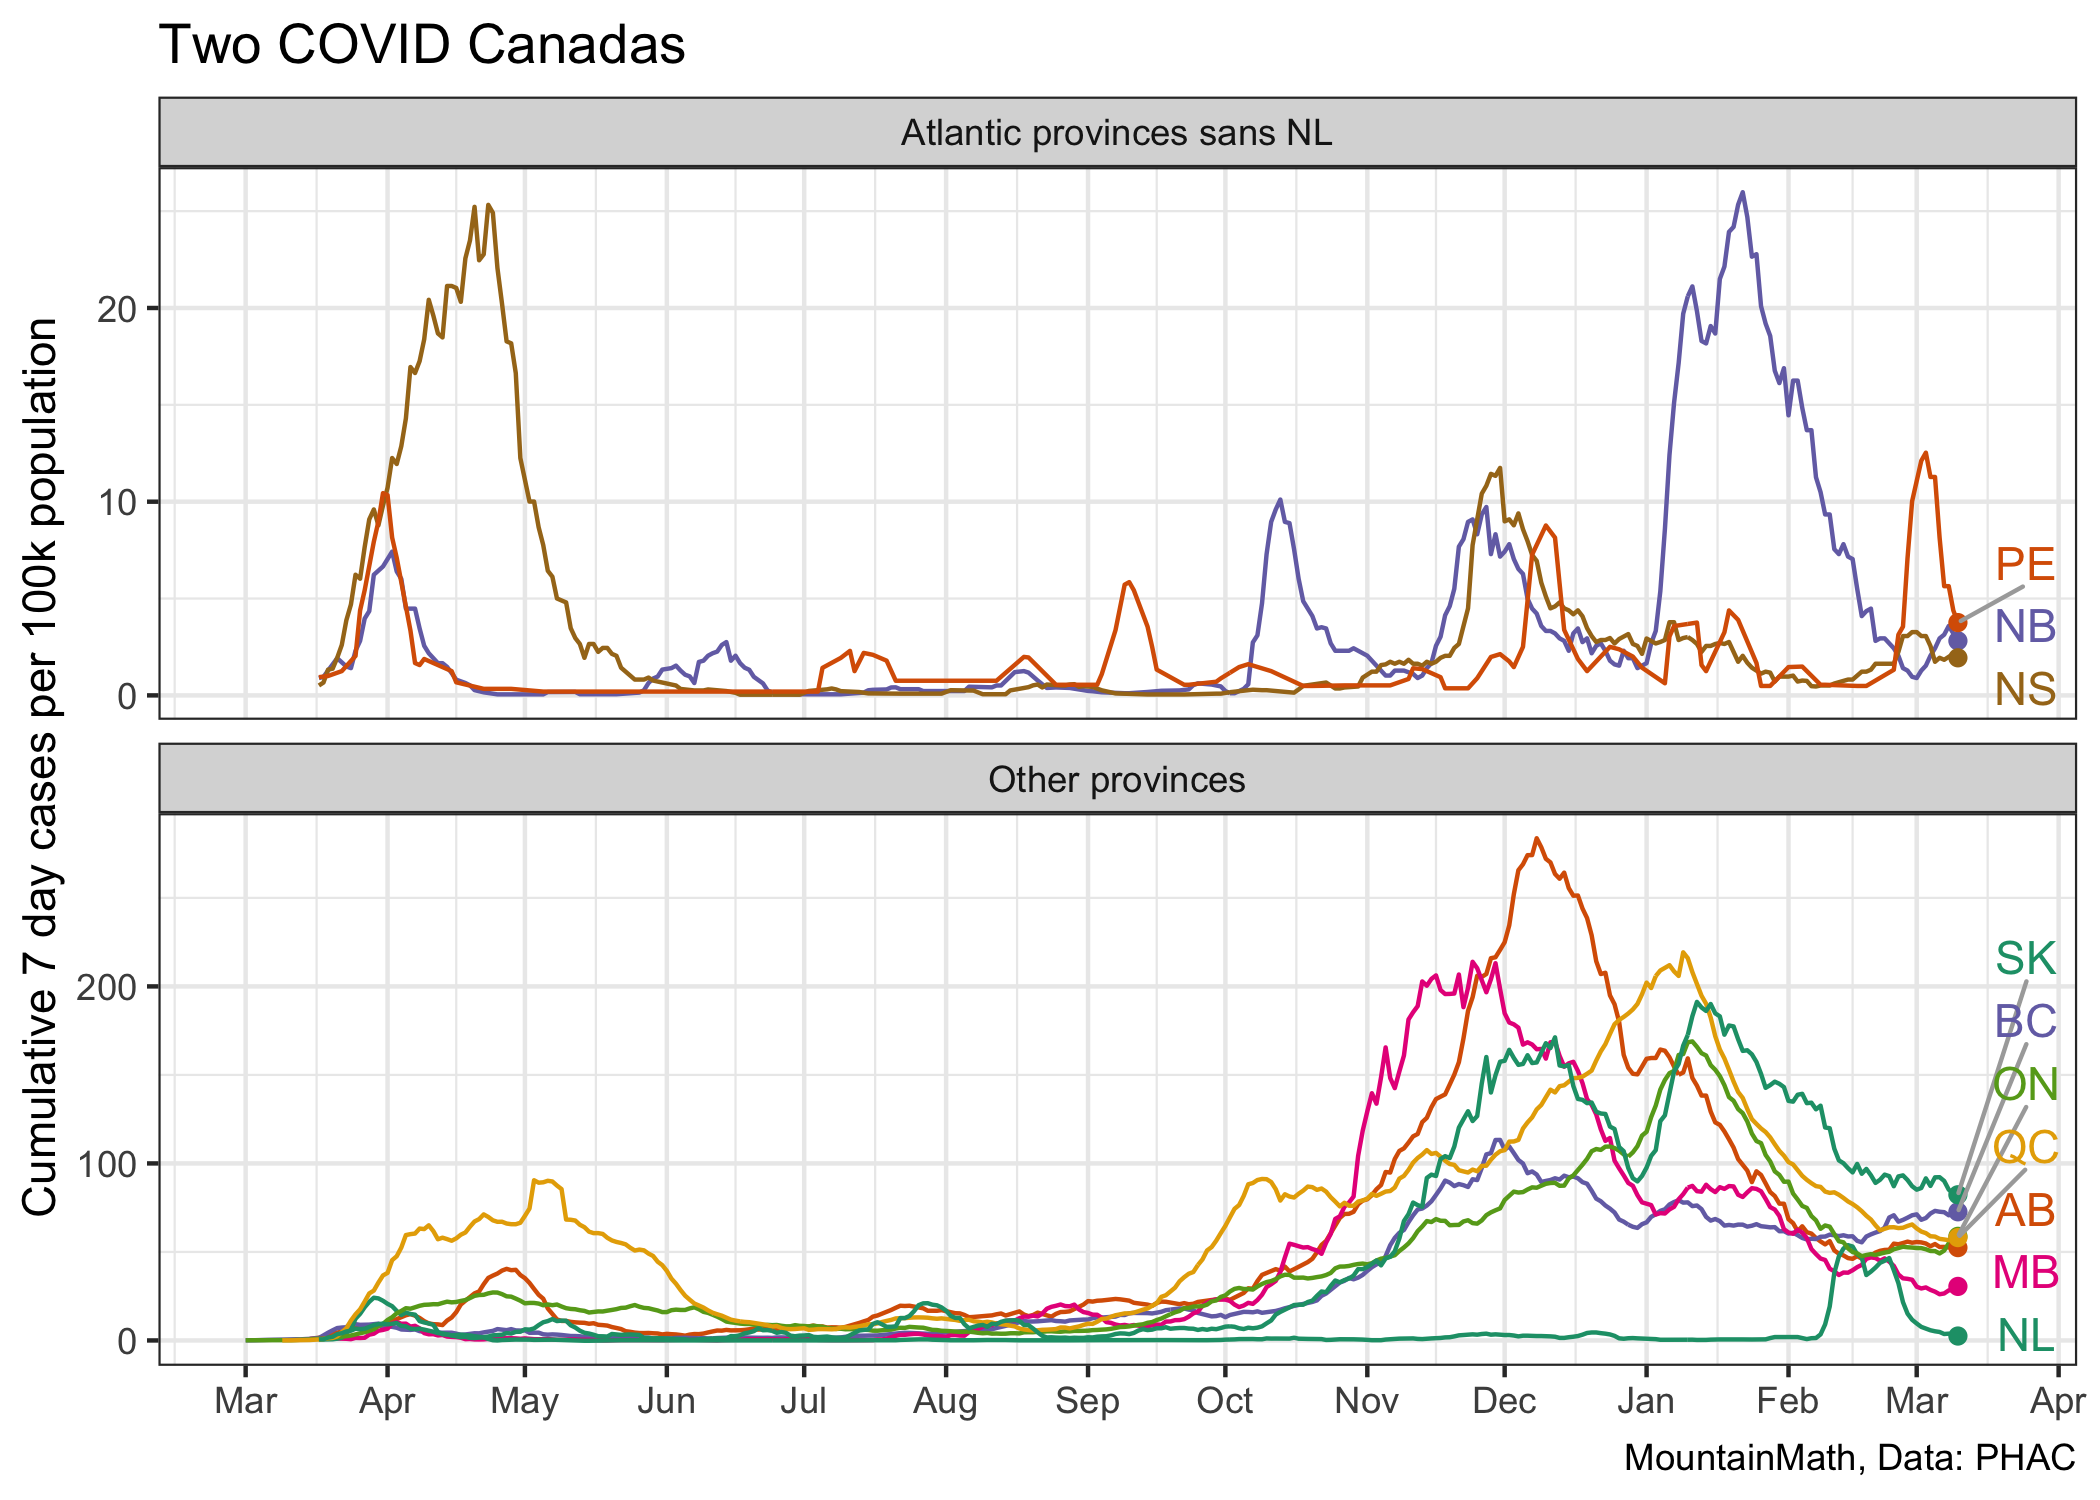 Two COVID Canadas
Atlantic provinces sans NL
Cumulative 7 day cases per 100k population
20
10
0
PE
NB
NS
Other provinces
200
100
0
SK
BC
ON
QC
AB
MB
NL
Mar Apr May Jun Jul Aug Sep Oct Nov Dec Jan Feb Mar Apr
MountainMath, Data: PHAC